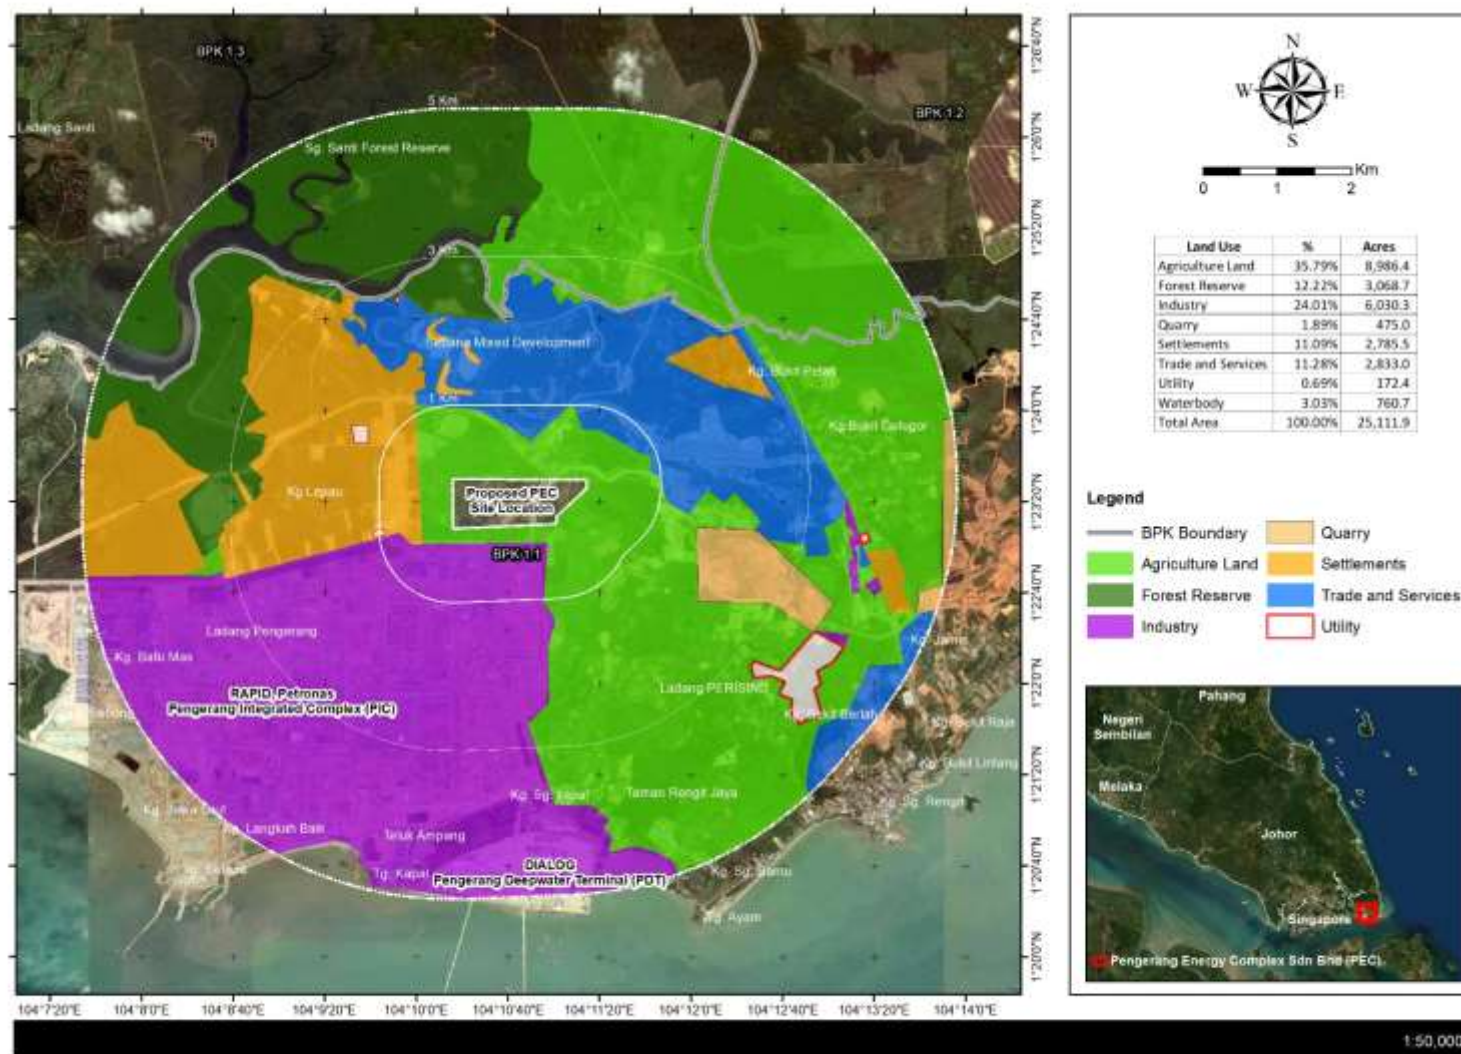 BPK 1.3
5 Km
BPK 1.2
Ladang Santi
Sg. Santi Forest Reserve
3 Km
Mixed Development
Kg. Bukit Pelali
1 Km
Kg Bukit Gelugor
Kg Lepau
Proposed PEC
Site Location
BPK 1.1
Ladang Pengerang
Kg. Jamin
Kg. Batu Mas
RAPID, Petronas
Pengerang Integrated Complex (PIC)
Ladang PERISIND
Kg. Bukit Raja
Kg. Bukit Lintang
Taman Rengit Jaya
Kg. Sg. Rengit
Kg. Langkah Baik
Teluk Ampang
Tg. Kapal
DIALOG
Pengerang Deepwater Terminal (PDT)
Ayam
1°26'40"N
1°26'0"N
1°25'20"N
1°24'40"N
1°24'0"N
1°23'20"N
1°22'40"N
1°22'0"N
1°21'20"N
1°20'40"N
1°20'0"N
104°7'20"E 104°8'0"E 104°8'40"E 104°9'20"E 104°10'0"E 104°10'40"E 104°11'20"E 104°12'0"E 104°12'40"E 104°13'20"E 104°14'0"E
N
W E
S
Km
0 1 2
Land Use % Acres
Agriculture Land 35.79% 8,986.4
Forest Reserve 12.22% 3,068.7
Industry 24.01% 6,030.3
Quarry 1.89% 475.0
Settlements 11.09% 2,785.5
Trade and Services 11.28% 2,833.0
Utility 0.69% 172.4
Waterbody 3.03% 760.7
Total Area 100.00% 25,111.9
Legend
BPK Boundary
Agriculture Land
Forest Reserve
Industry
Quarry
Settlements
Trade and Services
Utility
Pahang
Negeri
Sembilan
Melaka
Johor
Singapore
Pengerang Energy Complex Sdn Bhd (PEC)
1:50,000